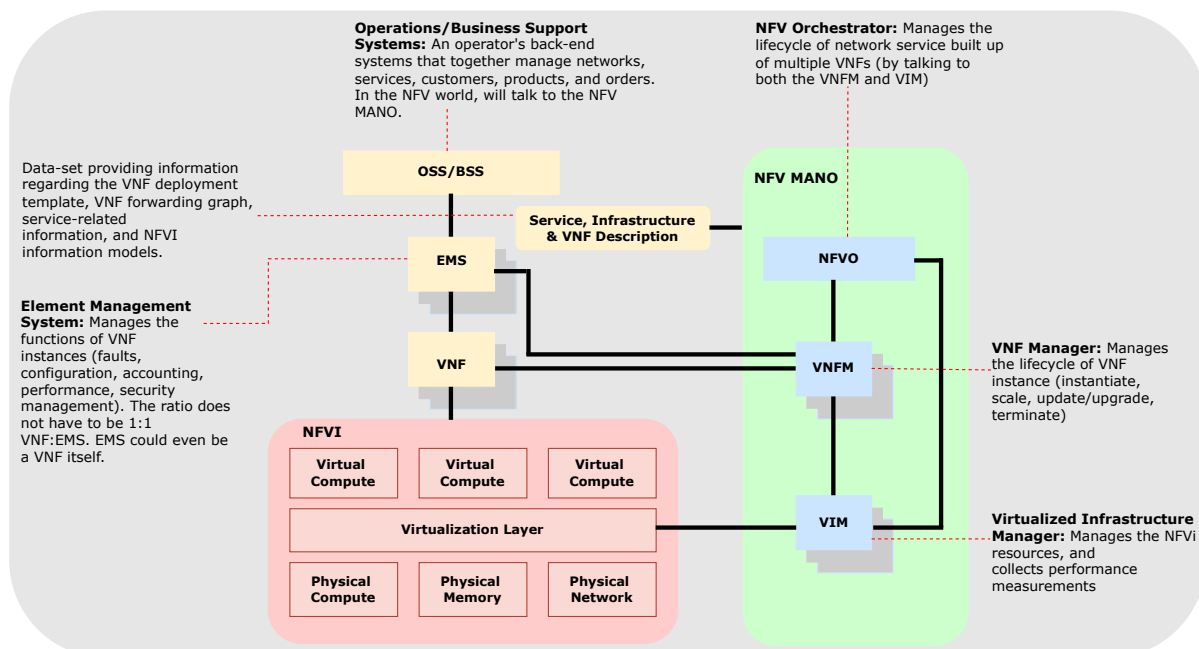 Operations/Business Support
Systems: An operator's back-end
systems that together manage networks,
services, customers, products, and orders.
In the NFV world, will talk to the NFV
MANO.
NFV Orchestrator: Manages the
lifecycle of network service built up
of multiple VNFs (by talking to
both the VNFM and VIM)
Data-set providing information
regarding the VNF deployment
template, VNF forwarding graph,
service-related
information, and NFVI
information models.
OSS/BSS
NFV MANO
Service, Infrastructure
& VNF Description
EMS
NFVO
Element Management
System: Manages the
functions of VNF
instances (faults,
configuration, accounting,
performance, security
management). The ratio does
not have to be 1:1
VNF:EMS. EMS could even be
a VNF itself.
VNF
VNFM
VNF Manager: Manages
the lifecycle of VNF
instance (instantiate,
scale, update/upgrade,
terminate)
NFVI
Virtual
Compute
Virtual
Compute
Virtual
Compute
Virtualization Layer
VIM
Physical
Compute
Physical
Memory
Physical
Network
Virtualized Infrastructure
Manager: Manages the NFVi
resources, and
collects performance
measurements